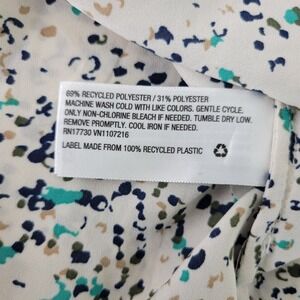 69% RECYCLED POLYESTER / 31% POLYESTER
MACHINE WASH COLD WITH LIKE COLORS. GENTLE CYCLE.
ONLY NON-CHLORINE BLEACH IF NEEDED. TUMBLE DRY LOW.
REMOVE PROMPTLY. COOL IRON IF NEEDED.
RN17730 VN1107216
LABEL MADE FROM 100% RECYCLED PLASTIC